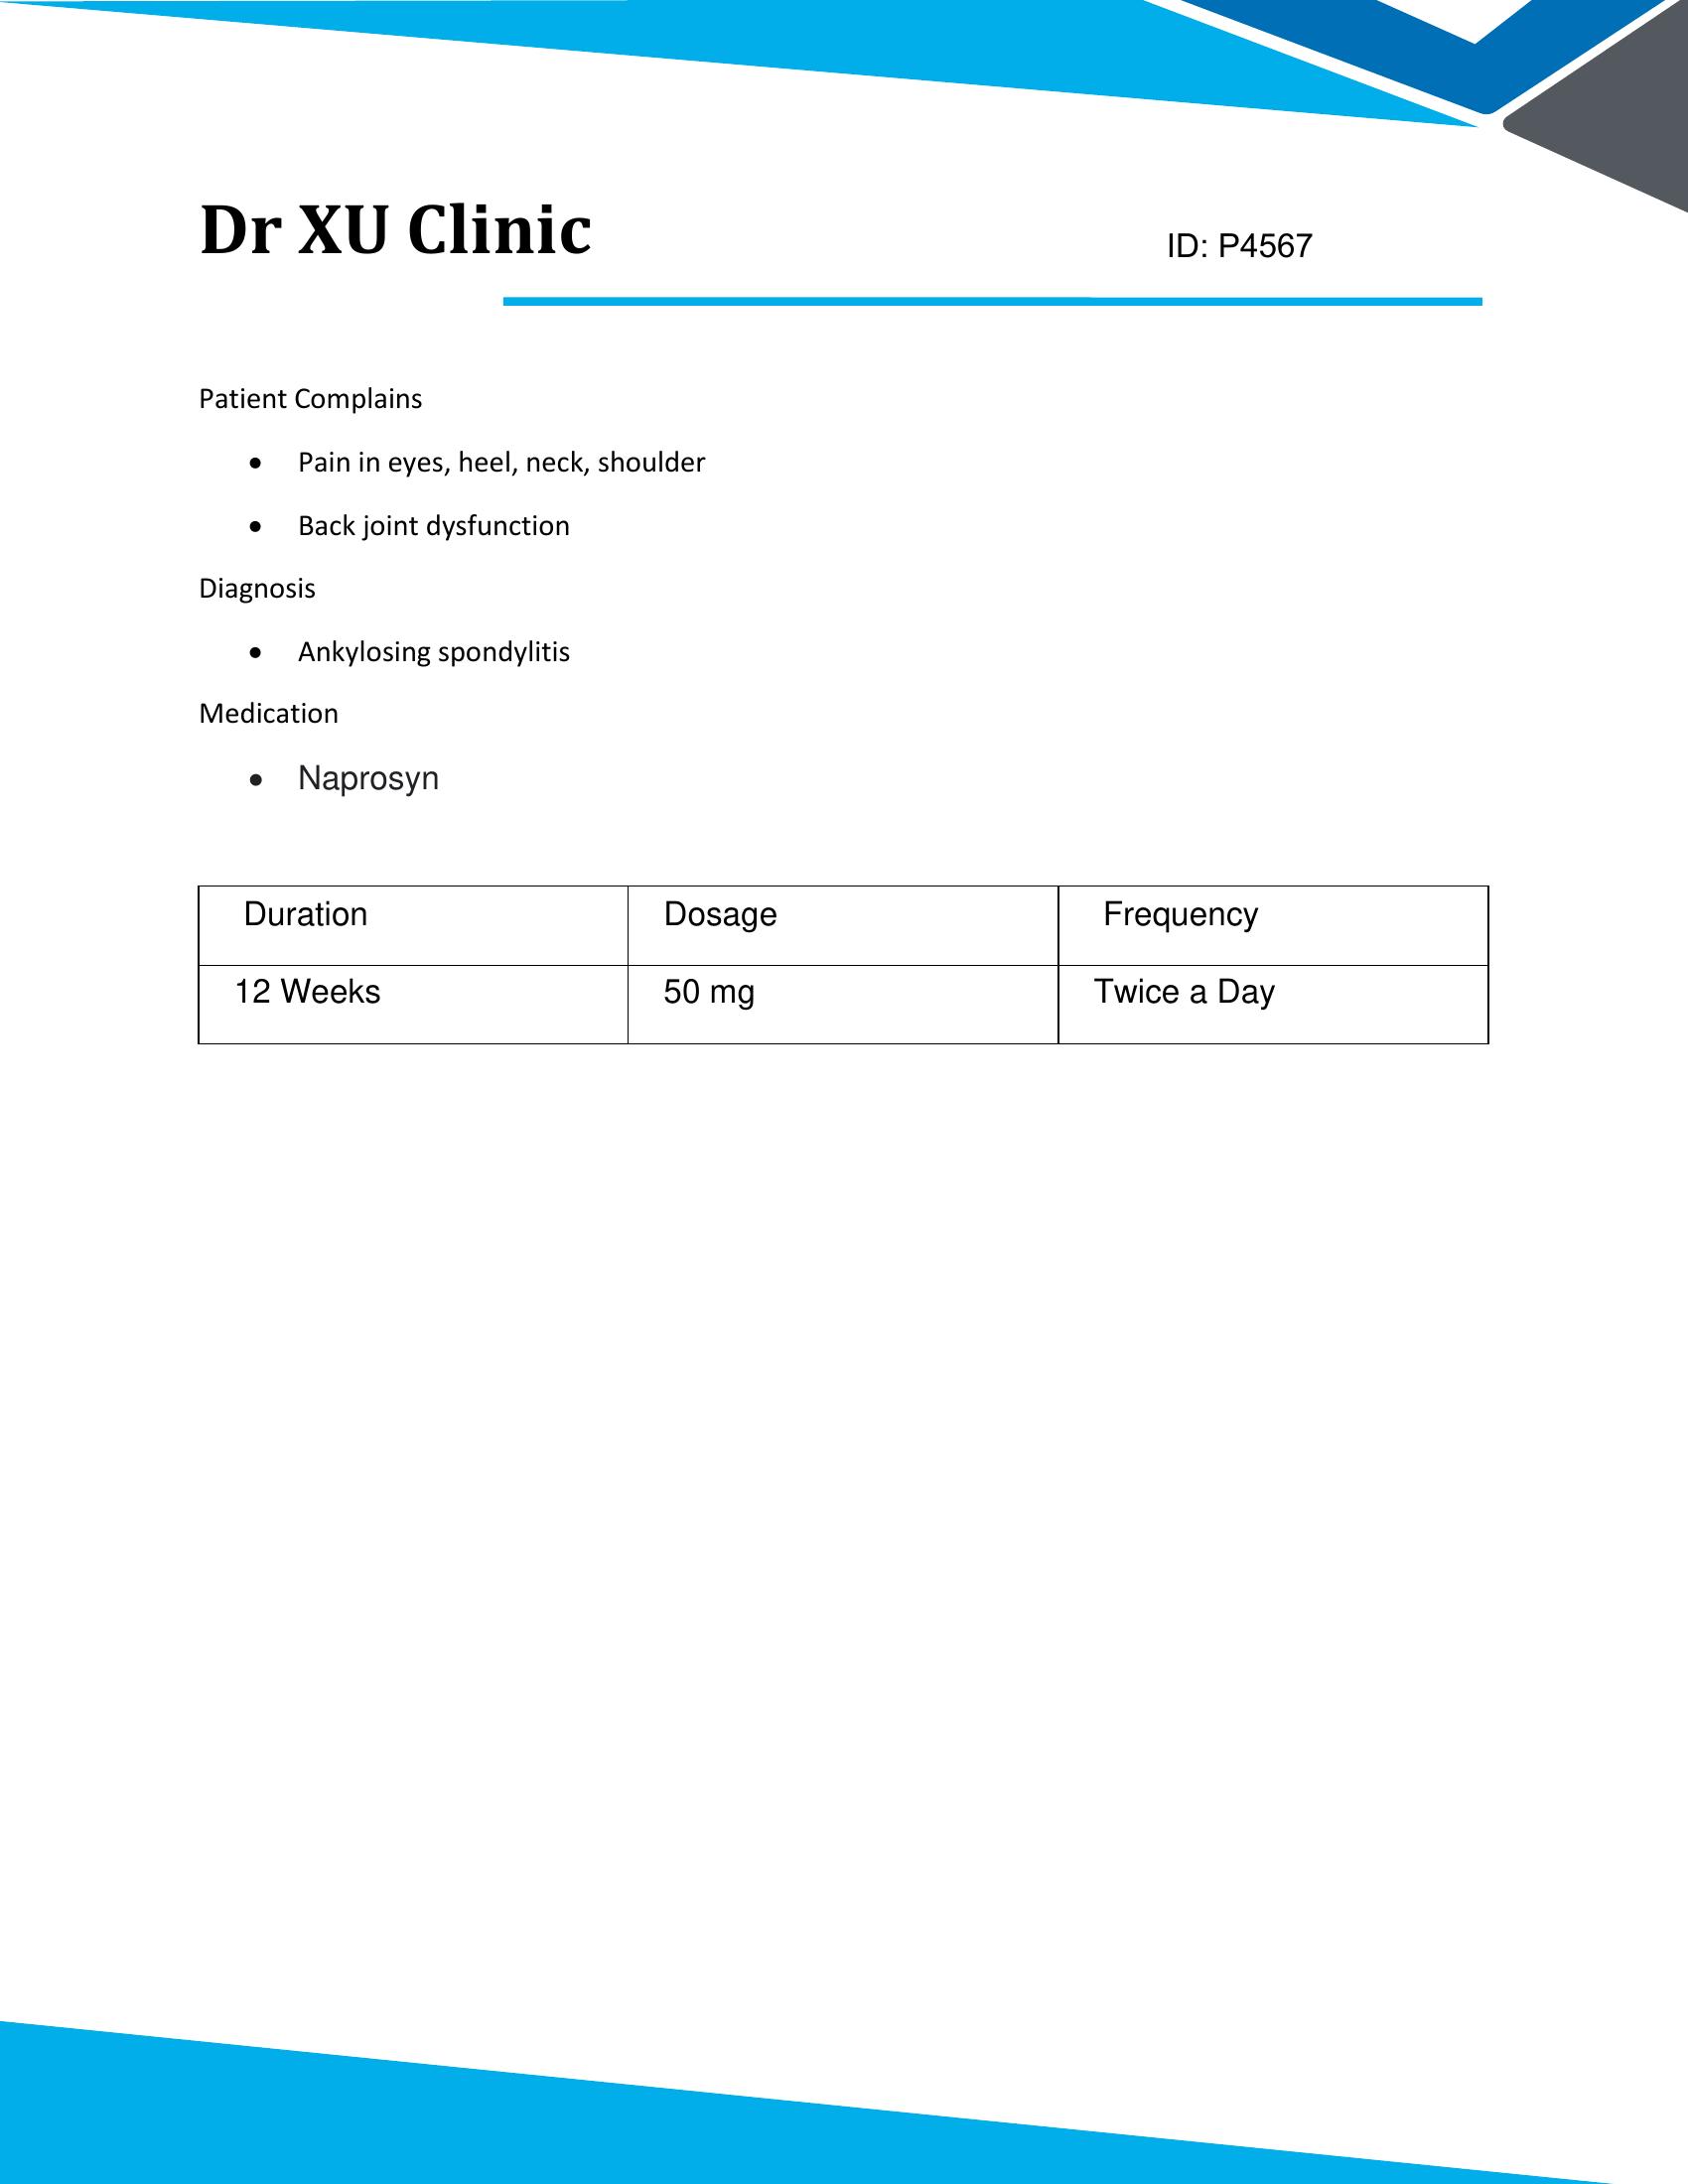 Dr XU Clinic
ID: P4567
Patient Complains
• Pain in eyes, heel, neck, shoulder
• Back joint dysfunction
Diagnosis
• Ankylosing spondylitis
Medication
• Naprosyn
Duration Dosage Frequency
12 Weeks 50 mg Twice a Day